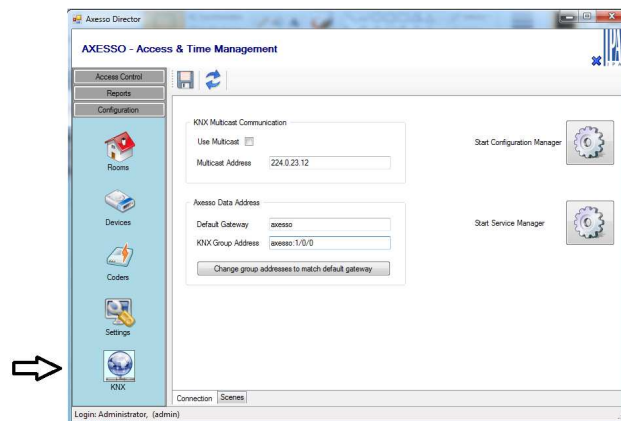 Axesso Director
AXESSO - Access & Time Management
IPAS
Access Control
Reports
Configuration
Rooms
Devices
Coders
Settings
KNX
KNX Multicast Communication
Use Multicast
Multicast Address 224.0.23.12
Axesso Data Address
Default Gateway axesso
KNX Group Address axesso:1/0/0
Change group addresses to match default gateway
Start Configuration Manager
Start Service Manager
Connection Scenes
Login: Administrator, (admin)